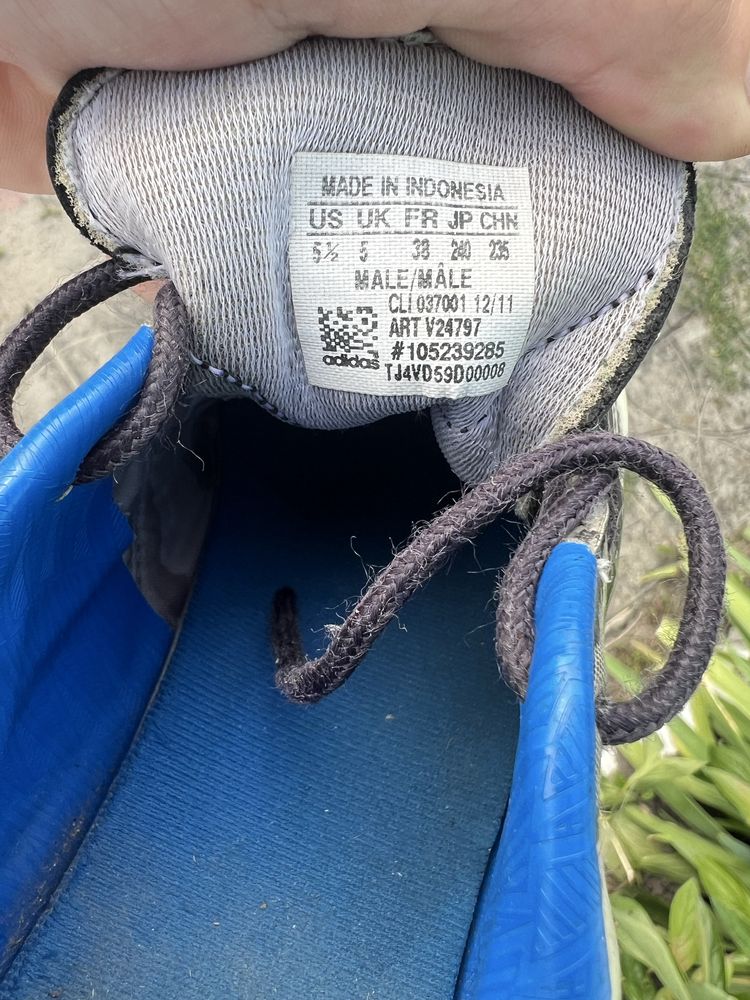 MADE IN INDONESIA
US UK FR JP CHN
5½ 5 38 240 235
MALE/MÂLE
CLI 037001 12/11
ART V24797
#105239285
adidas
TJ4VD59D00008